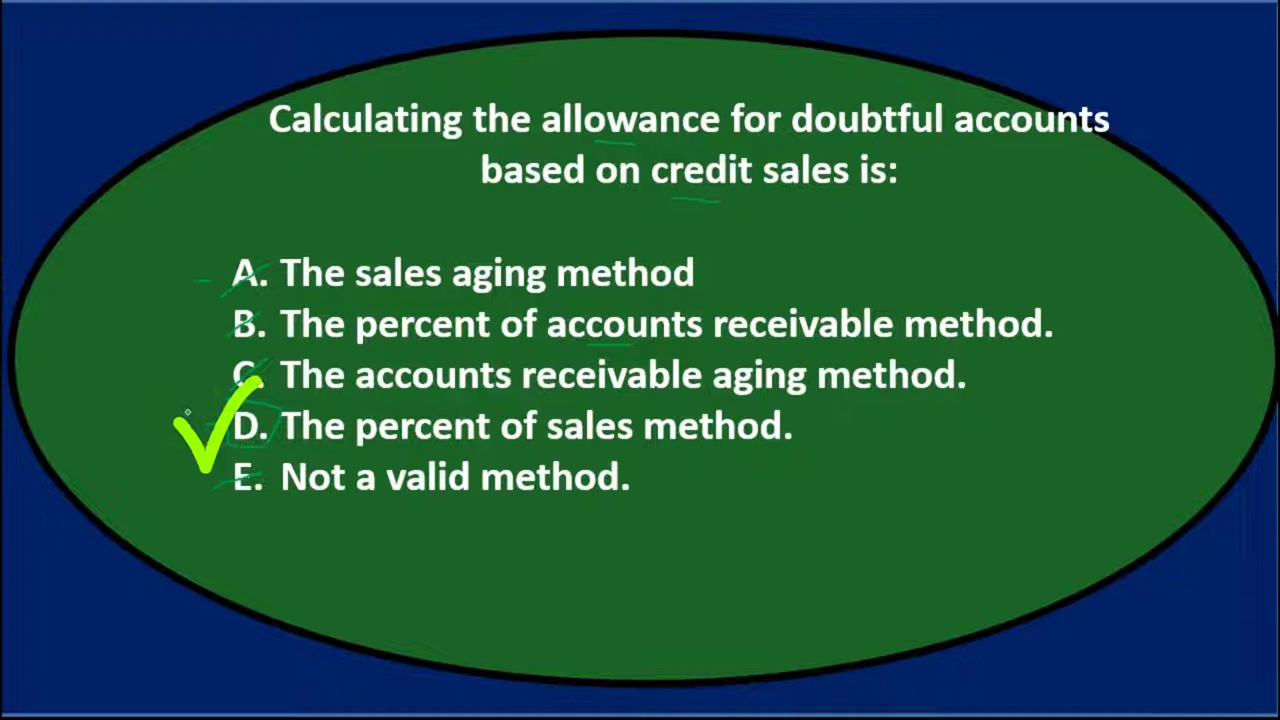 Calculating the allowance for doubtful accounts
based on credit sales is:
A. The sales aging method
B. The percent of accounts receivable method.
C. The accounts receivable aging method.
D. The percent of sales method.
E. Not a valid method.